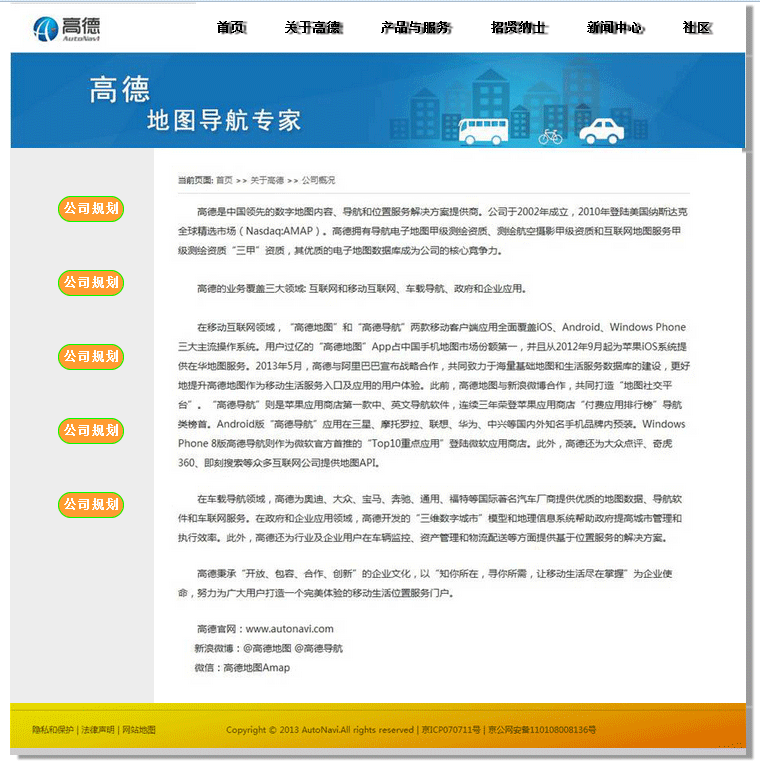 高德
AutoNavi
首页 关于高德 产品与服务 招贤纳士 新闻中心 社区
高德
地图导航专家
当前页面: 首页 >> 关于高德 >> 公司概况
公司规划
公司规划
公司规划
公司规划
公司规划
高德是中国领先的数字地图内容、导航和位置服务解决方案提供商。公司于2002年成立，2010年登陆美国纳斯达克
全球精选市场（Nasdaq:AMAP）。高德拥有导航电子地图甲级测绘资质、测绘航空摄影甲级资质和互联网地图服务甲
级测绘资质“三甲”资质，其优质的电子地图数据库成为公司的核心竞争力。
高德的业务覆盖三大领域: 互联网和移动互联网、车载导航、政府和企业应用。
在移动互联网领域，“高德地图”和“高德导航”两款移动客户端应用全面覆盖iOS、Android、Windows Phone
三大主流操作系统。用户过亿的“高德地图”App占中国手机地图市场份额第一，并且从2012年9月起为苹果iOS系统提
供在华地图服务。2013年5月，高德与阿里巴巴宣布战略合作，共同致力于海量基础地图和生活服务数据库的建设，更好
地提升高德地图作为移动生活服务入口及应用的用户体验。此前，高德地图与新浪微博合作，共同打造“地图社交平
台”。“高德导航”则是苹果应用商店第一款中、英文导航软件，连续三年荣登苹果应用商店“付费应用排行榜”导航
类榜首。Android版“高德导航”应用在三星、摩托罗拉、联想、华为、中兴等国内外知名手机品牌内预装。Windows
Phone 8版高德导航则作为微软官方首推的“Top10重点应用”登陆微软应用商店。此外，高德还为大众点评、奇虎
360、即刻搜索等众多互联网公司提供地图API。
在车载导航领域，高德为奥迪、大众、宝马、奔驰、通用、福特等国际著名汽车厂商提供优质的地图数据、导航软
件和车联网服务。在政府和企业应用领域，高德开发的“三维数字城市”模型和地理信息系统帮助政府提高城市管理和
执行效率。此外，高德还为行业及企业用户在车辆监控、资产管理和物流配送等方面提供基于位置服务的解决方案。
高德秉承“开放、包容、合作、创新”的企业文化，以“知你所在，寻你所需，让移动生活尽在掌握”为企业使
命，努力为广大用户打造一个完美体验的移动生活位置服务门户。
高德官网：www.autonavi.com
新浪微博：@高德地图 @高德导航
微信：高德地图Amap
隐私和保护 | 法律声明 | 网站地图 Copyright © 2013 AutoNavi.All rights reserved | 京ICP070711号 | 京公网安备110108008136号